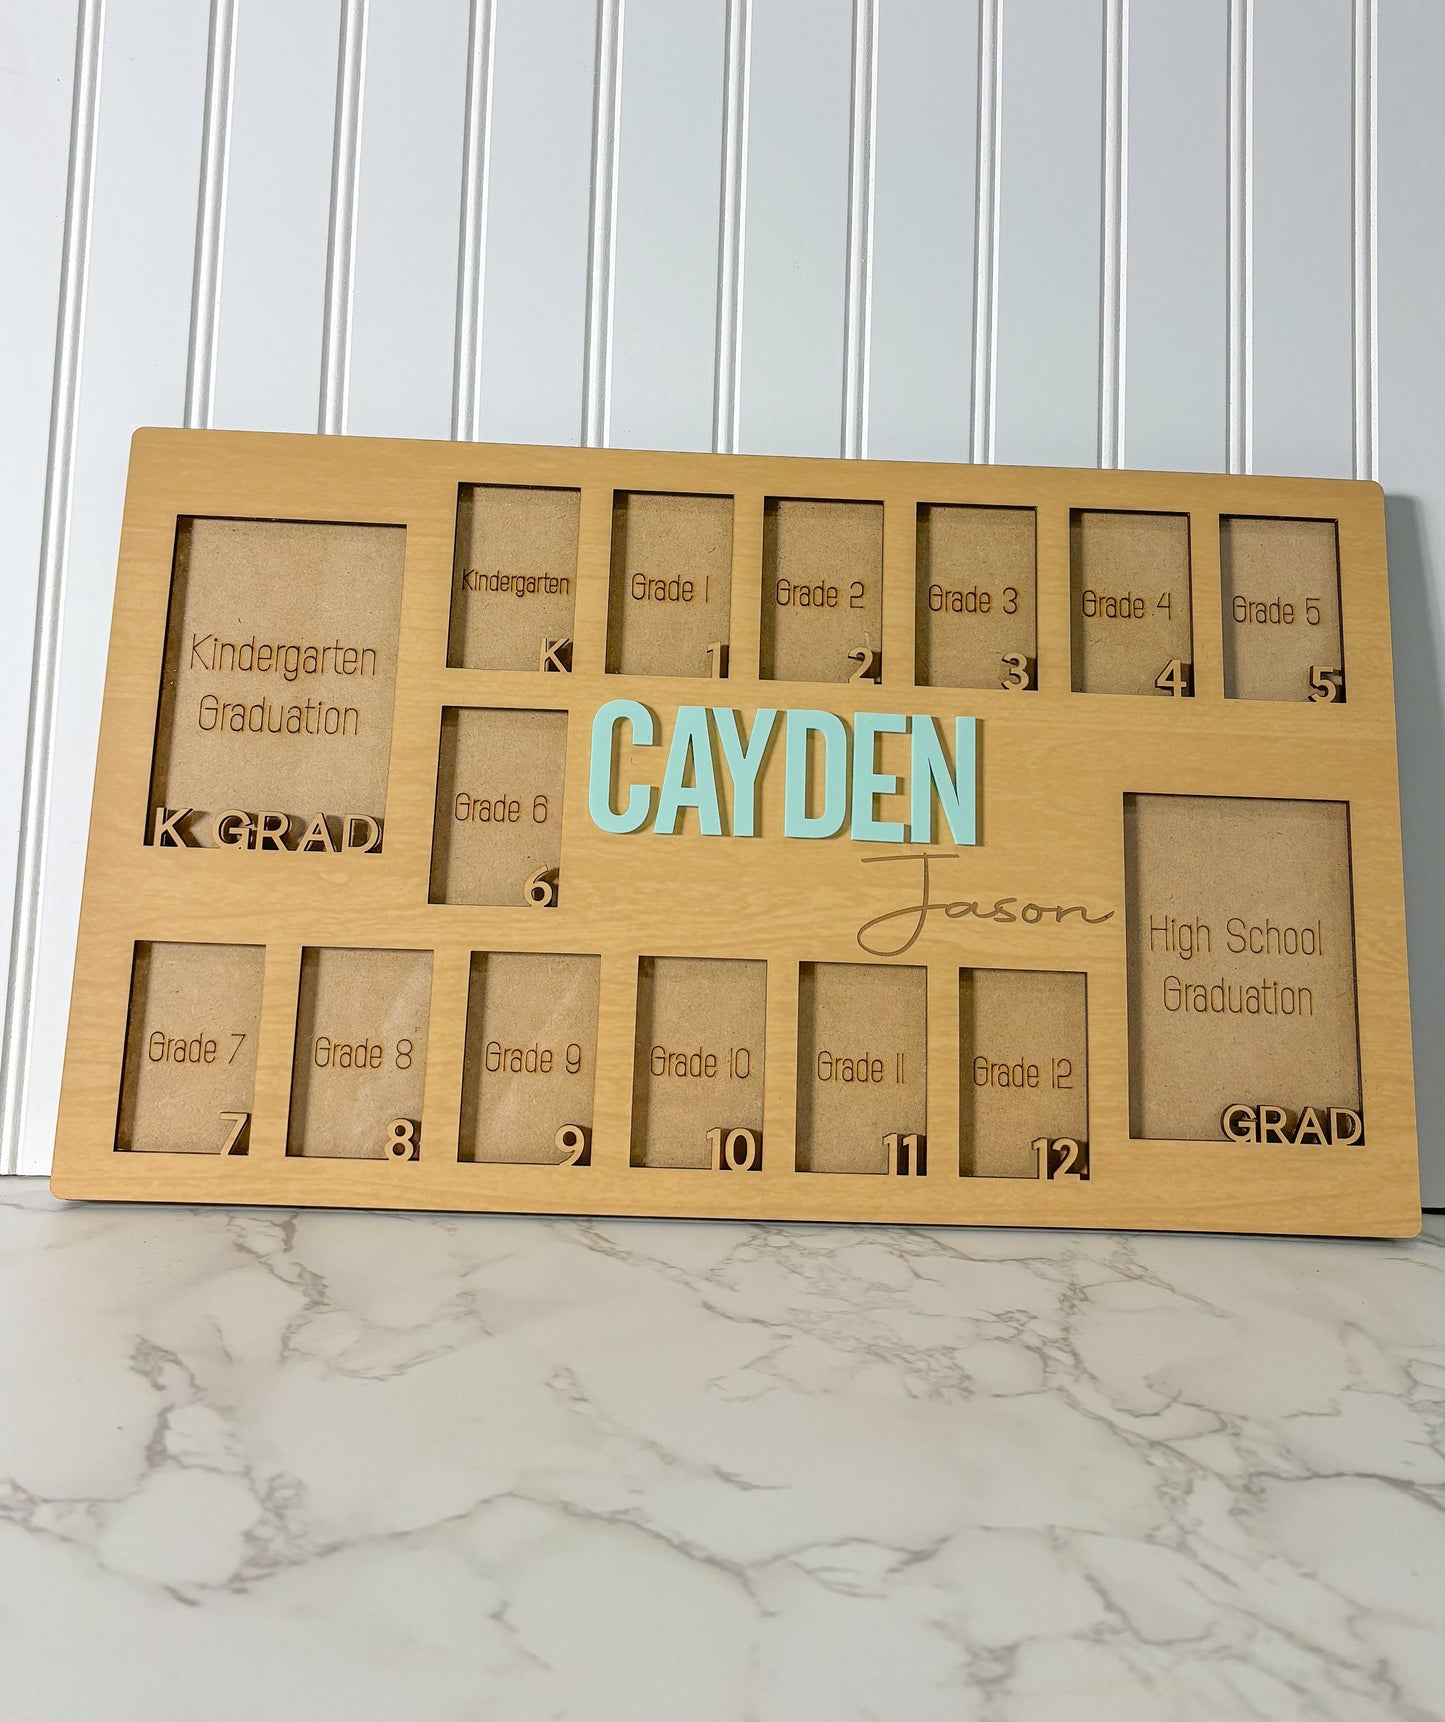 Kindergarten
Graduation
K GRAD
Kindergarten
K
Grade 1
1
Grade 2
2
Grade 3
3
Grade 4
4
Grade 5
5
Grade 6
6
CAYDEN
Jason
High School
Graduation
GRAD
Grade 7
7
Grade 8
8
Grade 9
9
Grade 10
10
Grade 11
11
Grade 12
12